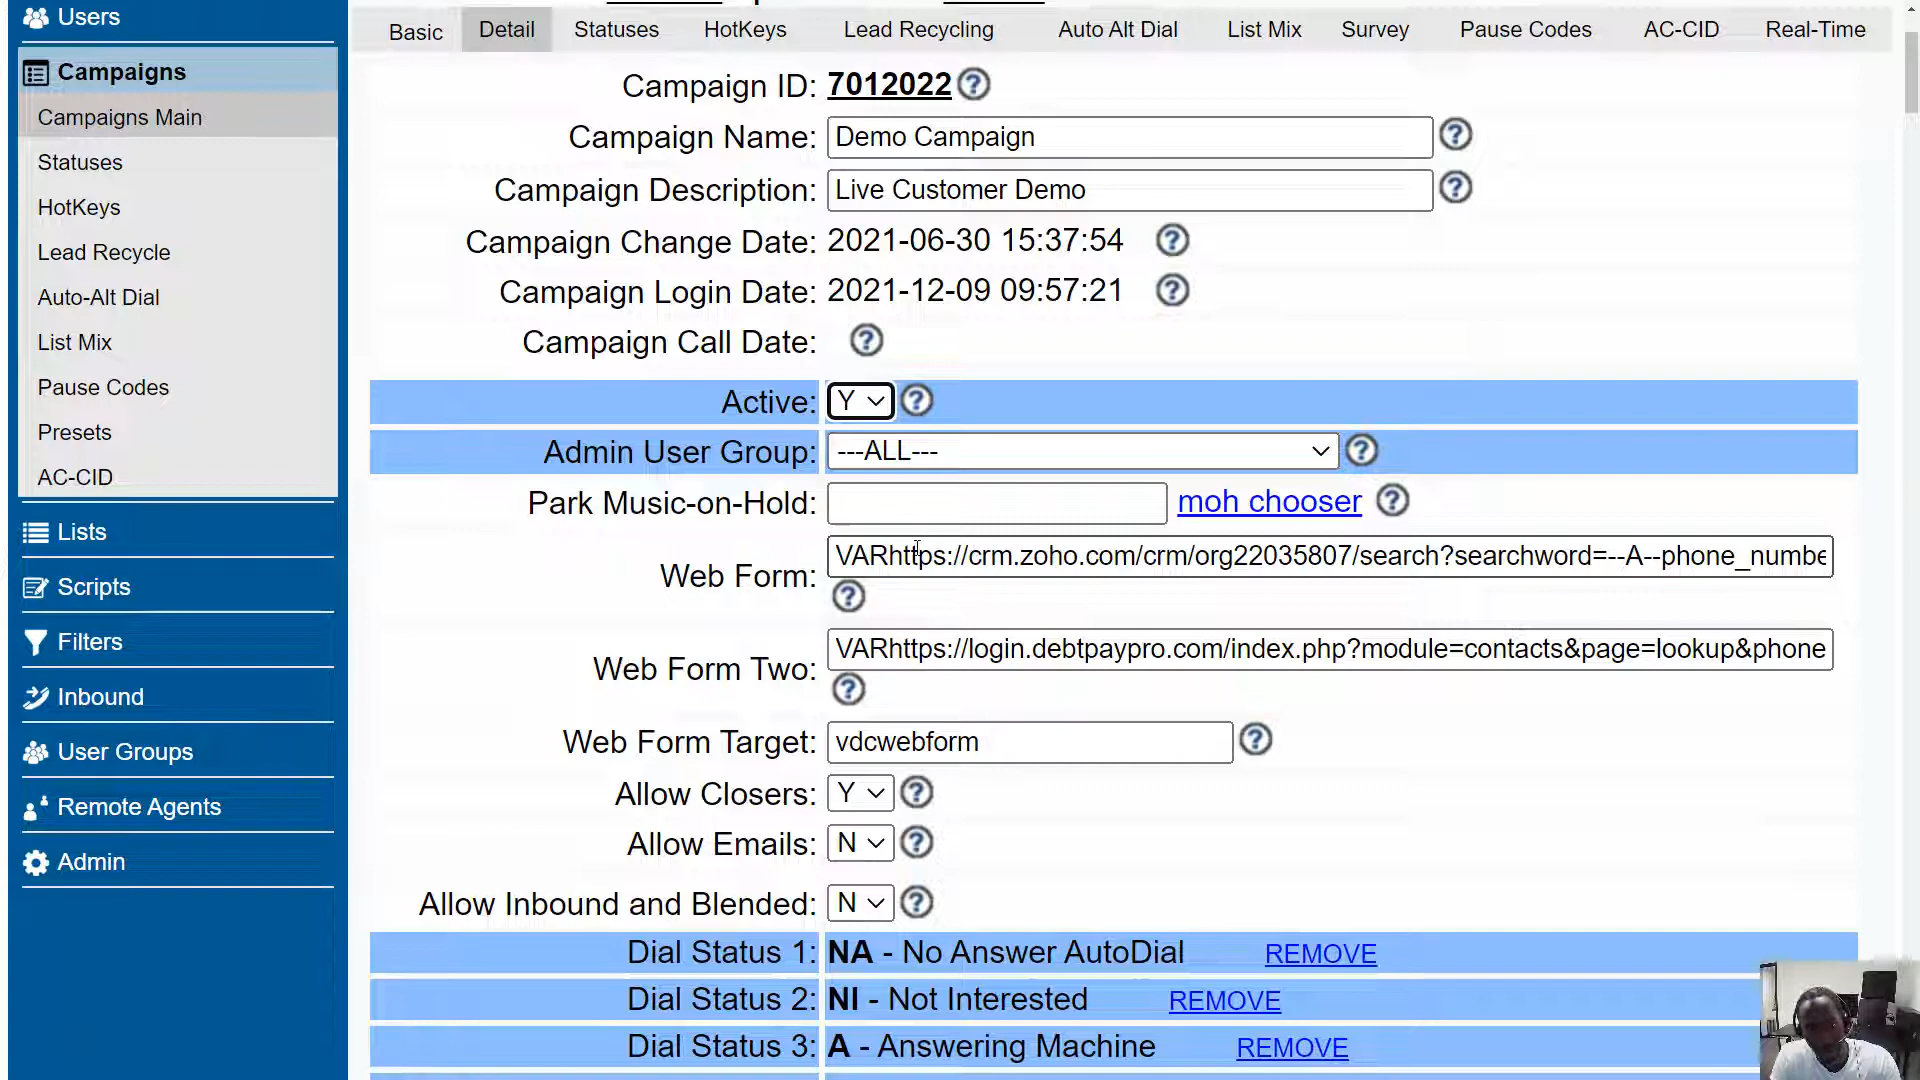 Users
Campaigns
Campaigns Main
Statuses
HotKeys
Lead Recycle
Auto-Alt Dial
List Mix
Pause Codes
Presets
AC-CID
Lists
Scripts
Filters
Inbound
User Groups
Remote Agents
Admin
Basic Detail Statuses HotKeys Lead Recycling Auto Alt Dial List Mix Survey Pause Codes AC-CID Real-Time
Campaign ID: 7012022
Campaign Name: Demo Campaign
Campaign Description: Live Customer Demo
Campaign Change Date: 2021-06-30 15:37:54
Campaign Login Date: 2021-12-09 09:57:21
Campaign Call Date:
Active: Y
Admin User Group: ---ALL---
Park Music-on-Hold: moh chooser
Web Form: VARhttps://crm.zoho.com/crm/org22035807/search?searchword=--A--phone_numbe
Web Form Two: VARhttps://login.debtpaypro.com/index.php?module=contacts&page=lookup&phone
Web Form Target: vdcwebform
Allow Closers: Y
Allow Emails: N
Allow Inbound and Blended: N
Dial Status 1: NA - No Answer AutoDial REMOVE
Dial Status 2: NI - Not Interested REMOVE
Dial Status 3: A - Answering Machine REMOVE